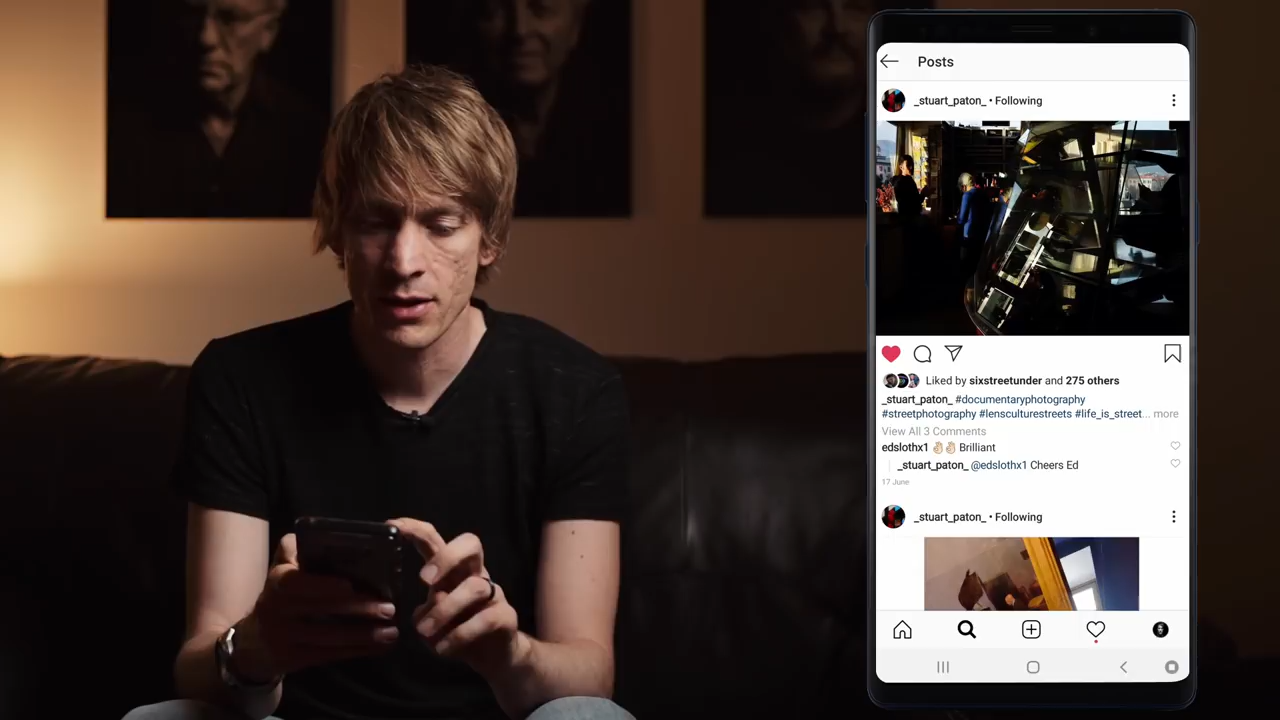 Posts
_stuart_paton_ • Following
Liked by sixstreetunder and 275 others
_stuart_paton_ #documentaryphotography
#streetphotography #lensculturestreets #life_is_street... more
View All 3 Comments
edslothx1 👌🏻👌🏻 Brilliant
_stuart_paton_ @edslothx1 Cheers Ed
17 June
_stuart_paton_ • Following